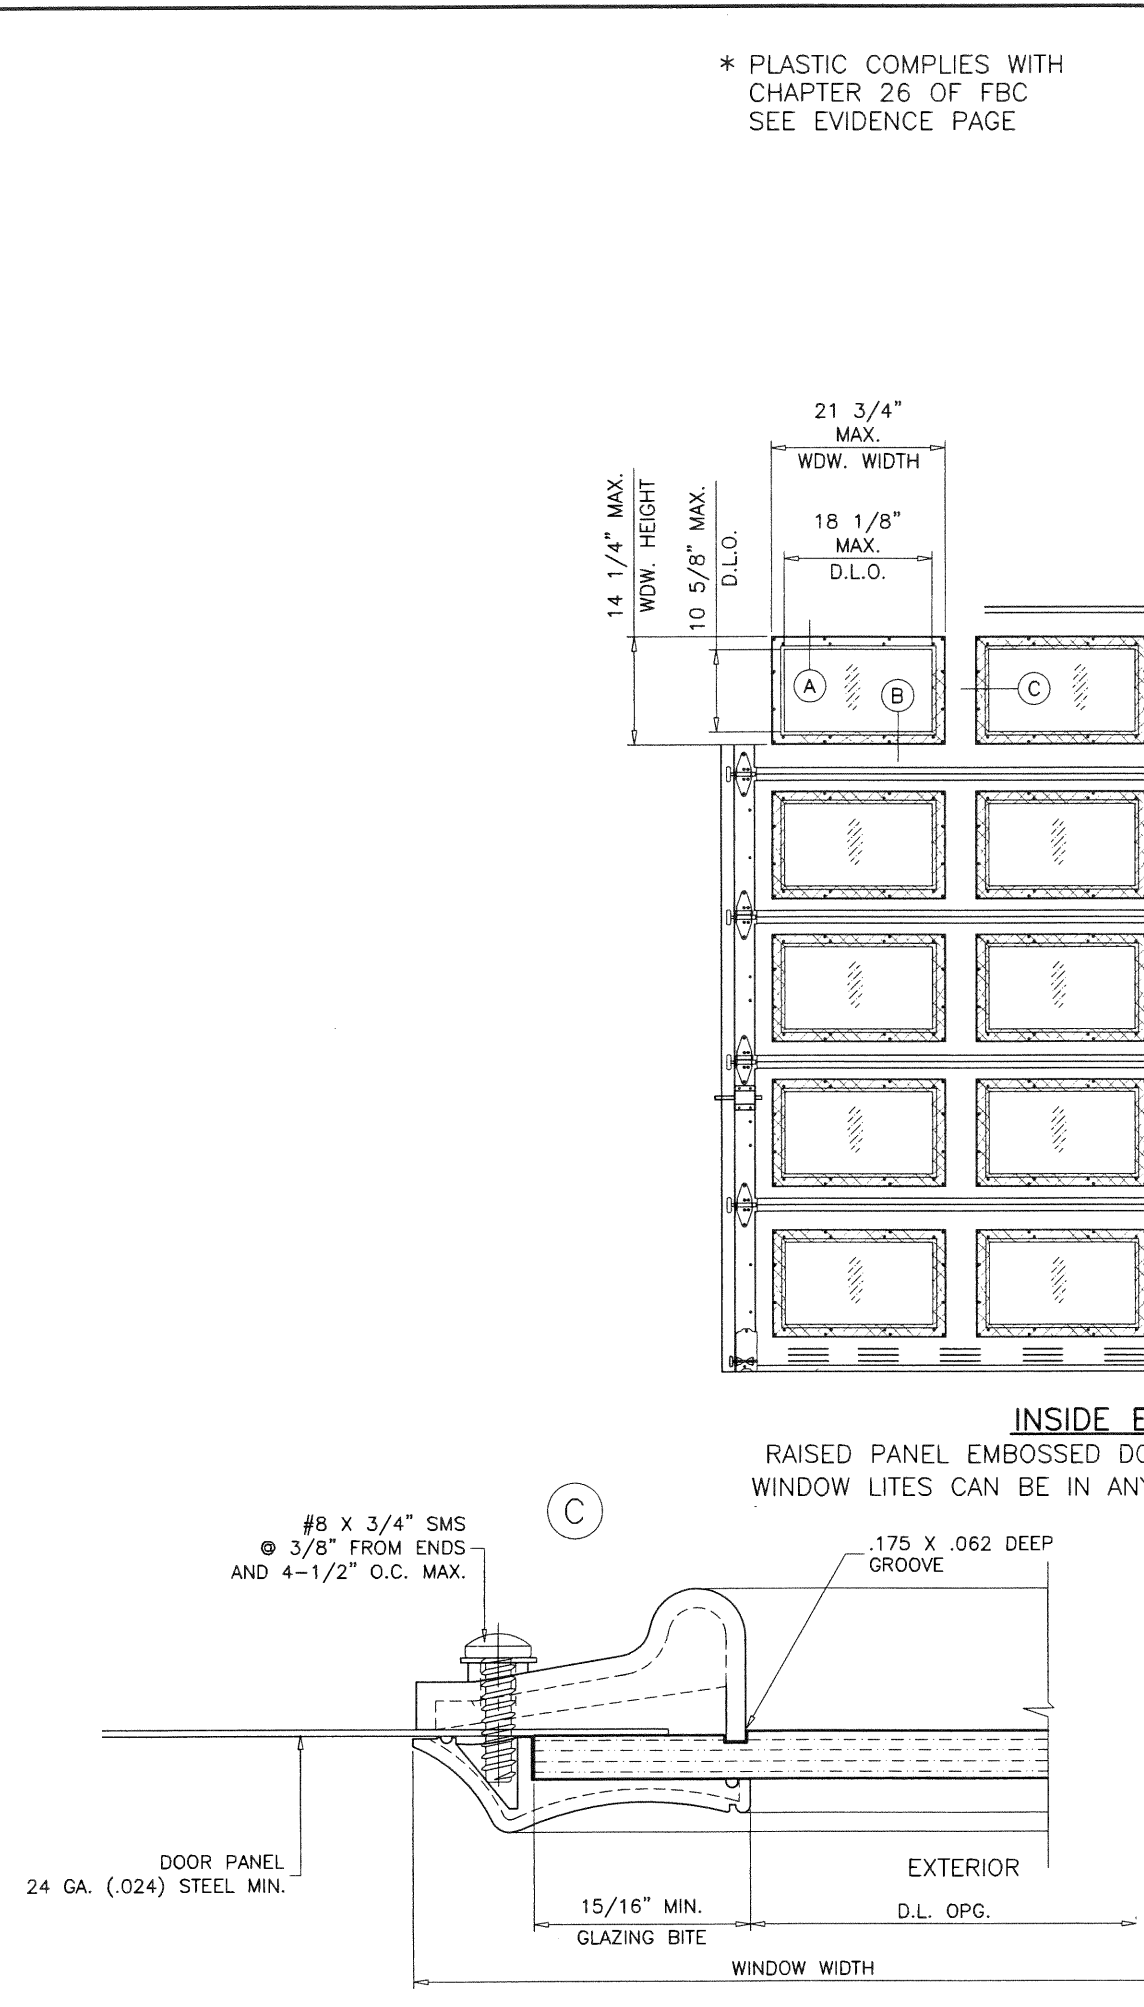 * PLASTIC COMPLIES WITH
CHAPTER 26 OF FBC
SEE EVIDENCE PAGE
21 3/4"
MAX.
WDW. WIDTH
14 1/4" MAX.
WDW. HEIGHT
10 5/8" MAX.
D.L.O.
18 1/8"
MAX.
D.L.O.
A
B
C
INSIDE E
RAISED PANEL EMBOSSED DO
WINDOW LITES CAN BE IN ANY
C
#8 X 3/4" SMS
@ 3/8" FROM ENDS
AND 4-1/2" O.C. MAX.
.175 X .062 DEEP
GROOVE
DOOR PANEL
24 GA. (.024) STEEL MIN.
EXTERIOR
15/16" MIN.
GLAZING BITE
D.L. OPG.
WINDOW WIDTH